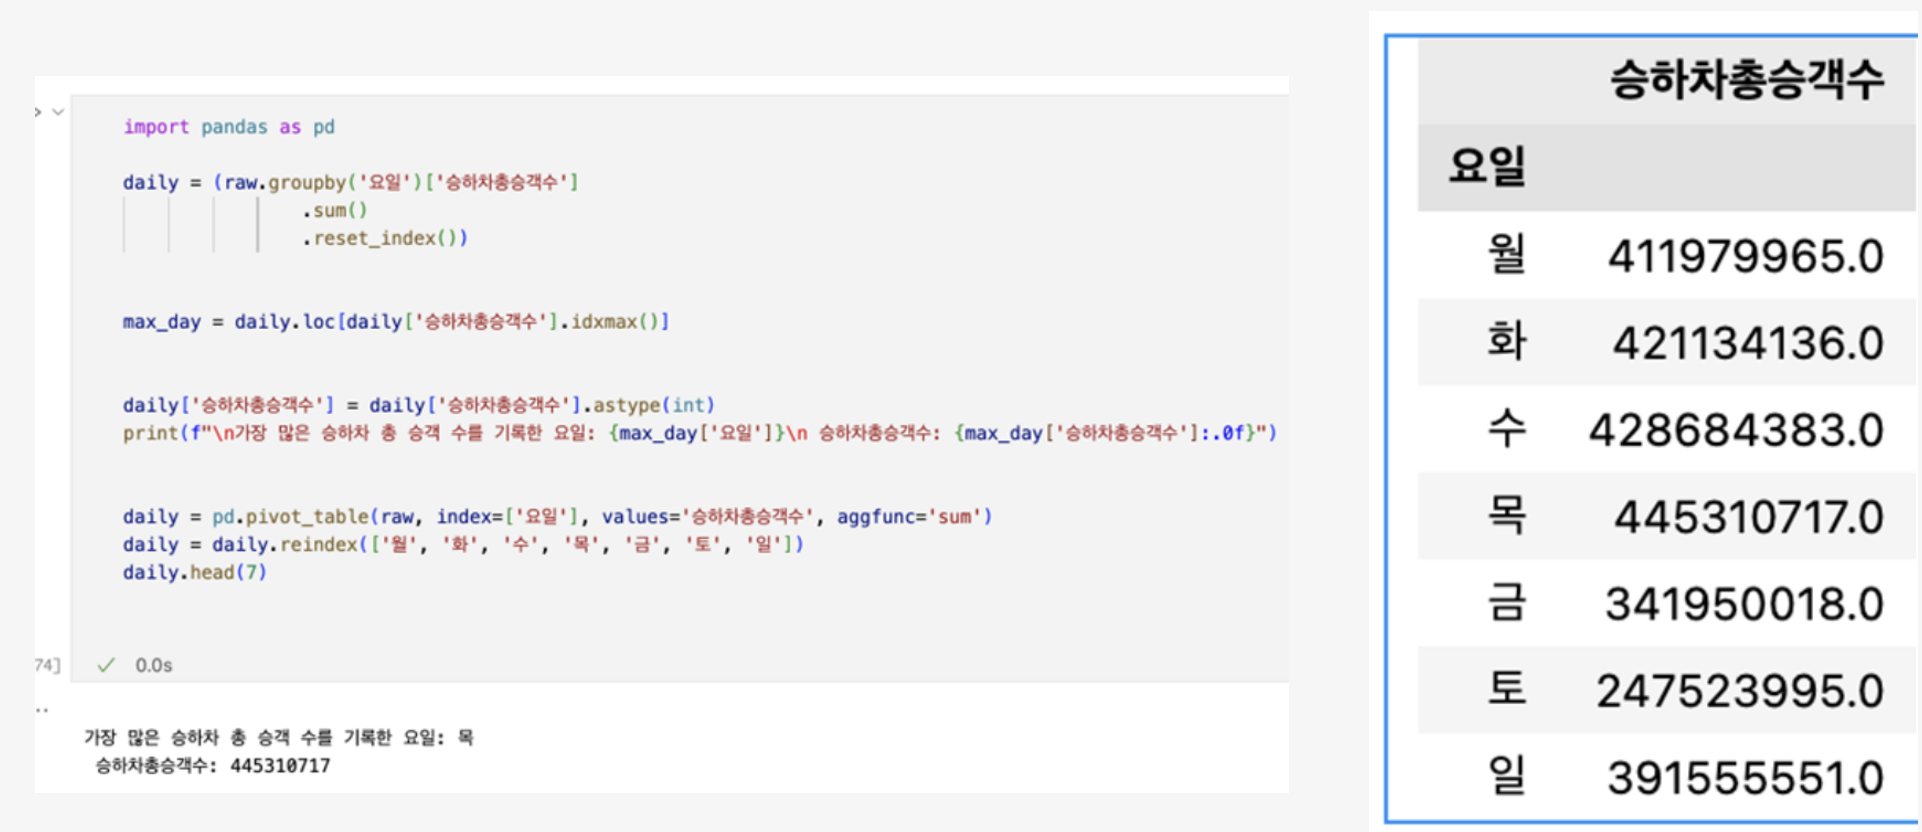 import pandas as pd
daily = (raw.groupby('요일')['승하차총승객수']
.sum()
.reset_index())
max_day = daily.loc[daily['승하차총승객수'].idxmax()]
daily['승하차총승객수'] = daily['승하차총승객수'].astype(int)
print(f"\n가장 많은 승하차 총 승객 수를 기록한 요일: {max_day['요일']}\n 승하차총승객수: {max_day['승하차총승객수']:.0f}")
daily = pd.pivot_table(raw, index=['요일'], values='승하차총승객수', aggfunc='sum')
daily = daily.reindex(['월', '화', '수', '목', '금', '토', '일'])
daily.head(7)
74] ✓ 0.0s
..
가장 많은 승하차 총 승객 수를 기록한 요일: 목
승하차총승객수: 445310717
승하차총승객수
요일
월 411979965.0
화 421134136.0
수 428684383.0
목 445310717.0
금 341950018.0
토 247523995.0
일 391555551.0